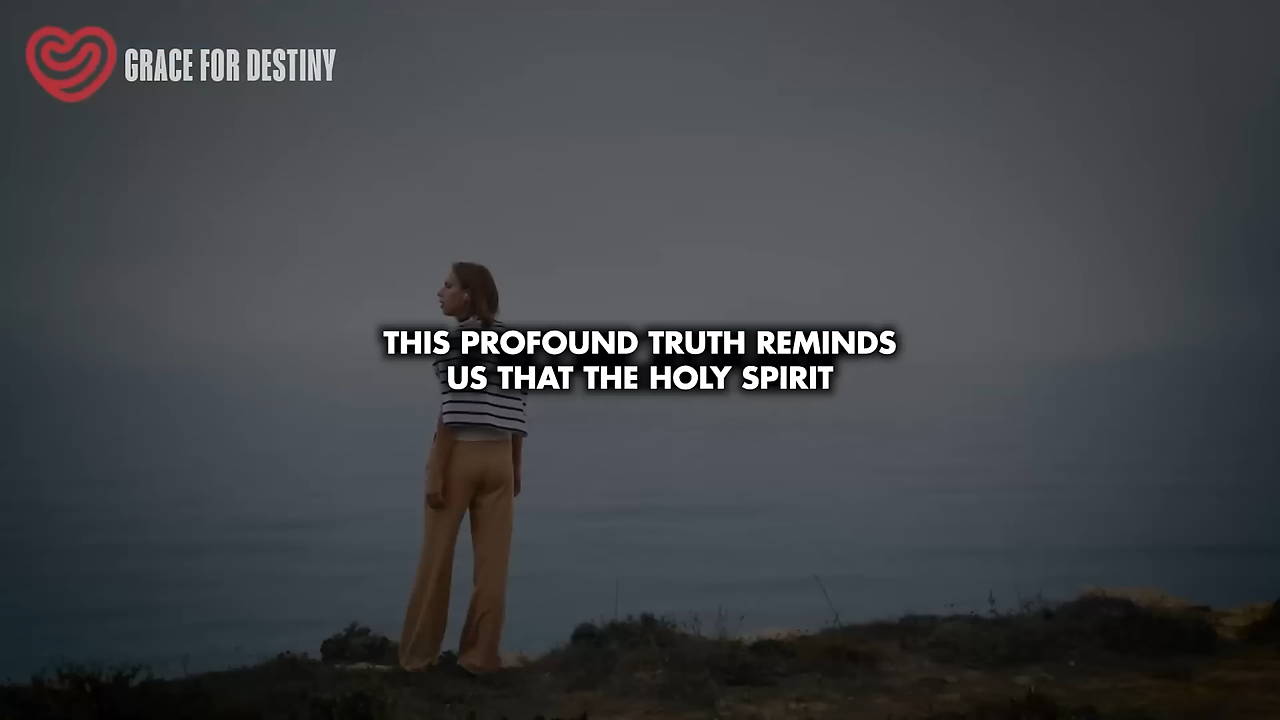 GRACE FOR DESTINY
THIS PROFOUND TRUTH REMINDS
US THAT THE HOLY SPIRIT